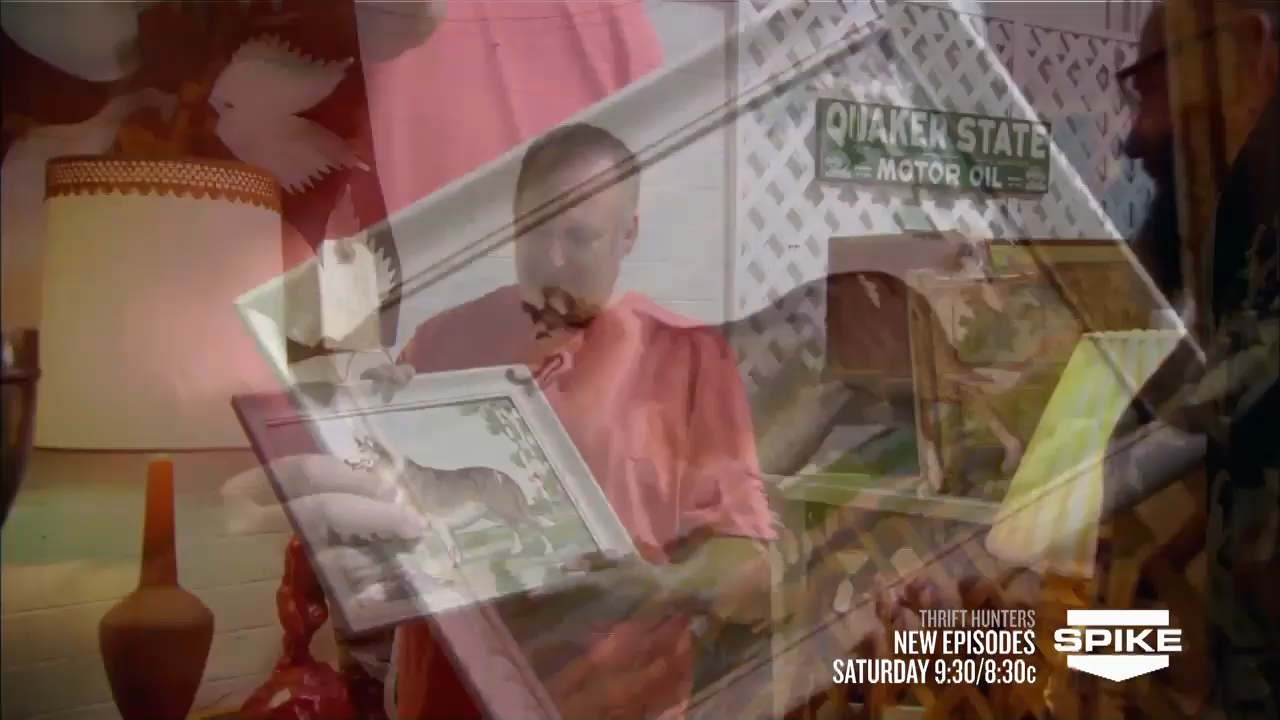 QUAKER STATE
MOTOR OIL
THRIFT HUNTERS
NEW EPISODES
SATURDAY 9:30/8:30c
SPIKE